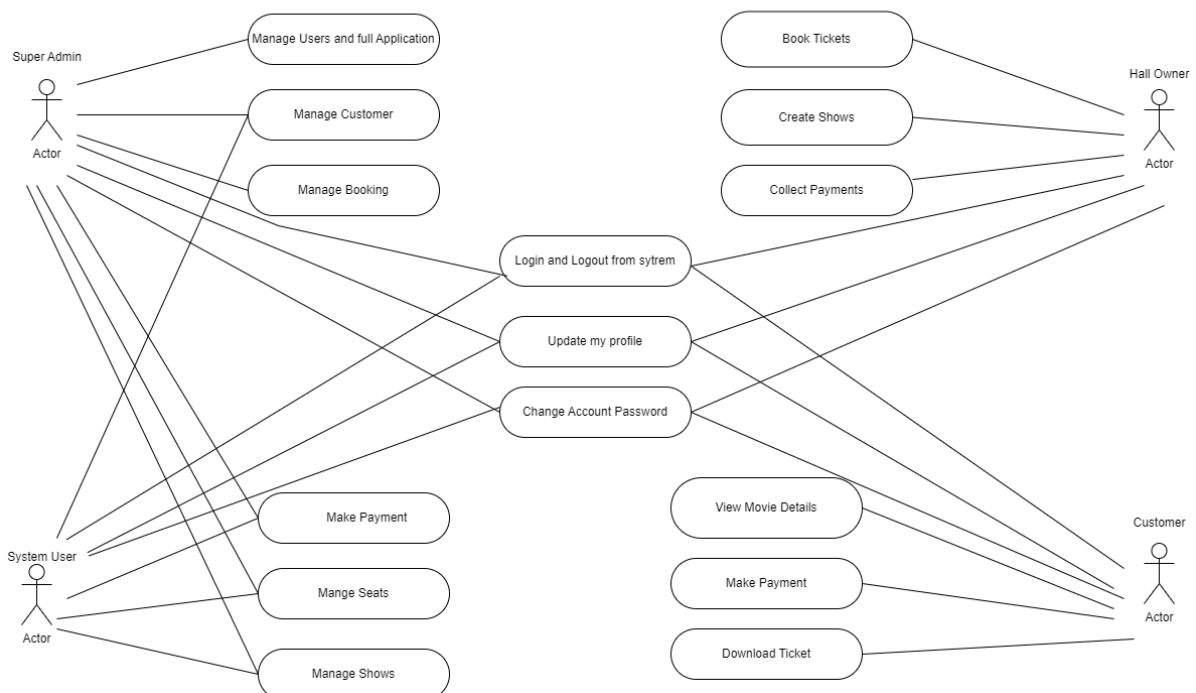 Super Admin
Actor
Manage Users and full Application
Manage Customer
Manage Booking
Book Tickets
Create Shows
Collect Payments
Hall Owner
Actor
Login and Logout from sytrem
Update my profile
Change Account Password
System User
Actor
Make Payment
Mange Seats
Manage Shows
View Movie Details
Make Payment
Download Ticket
Customer
Actor